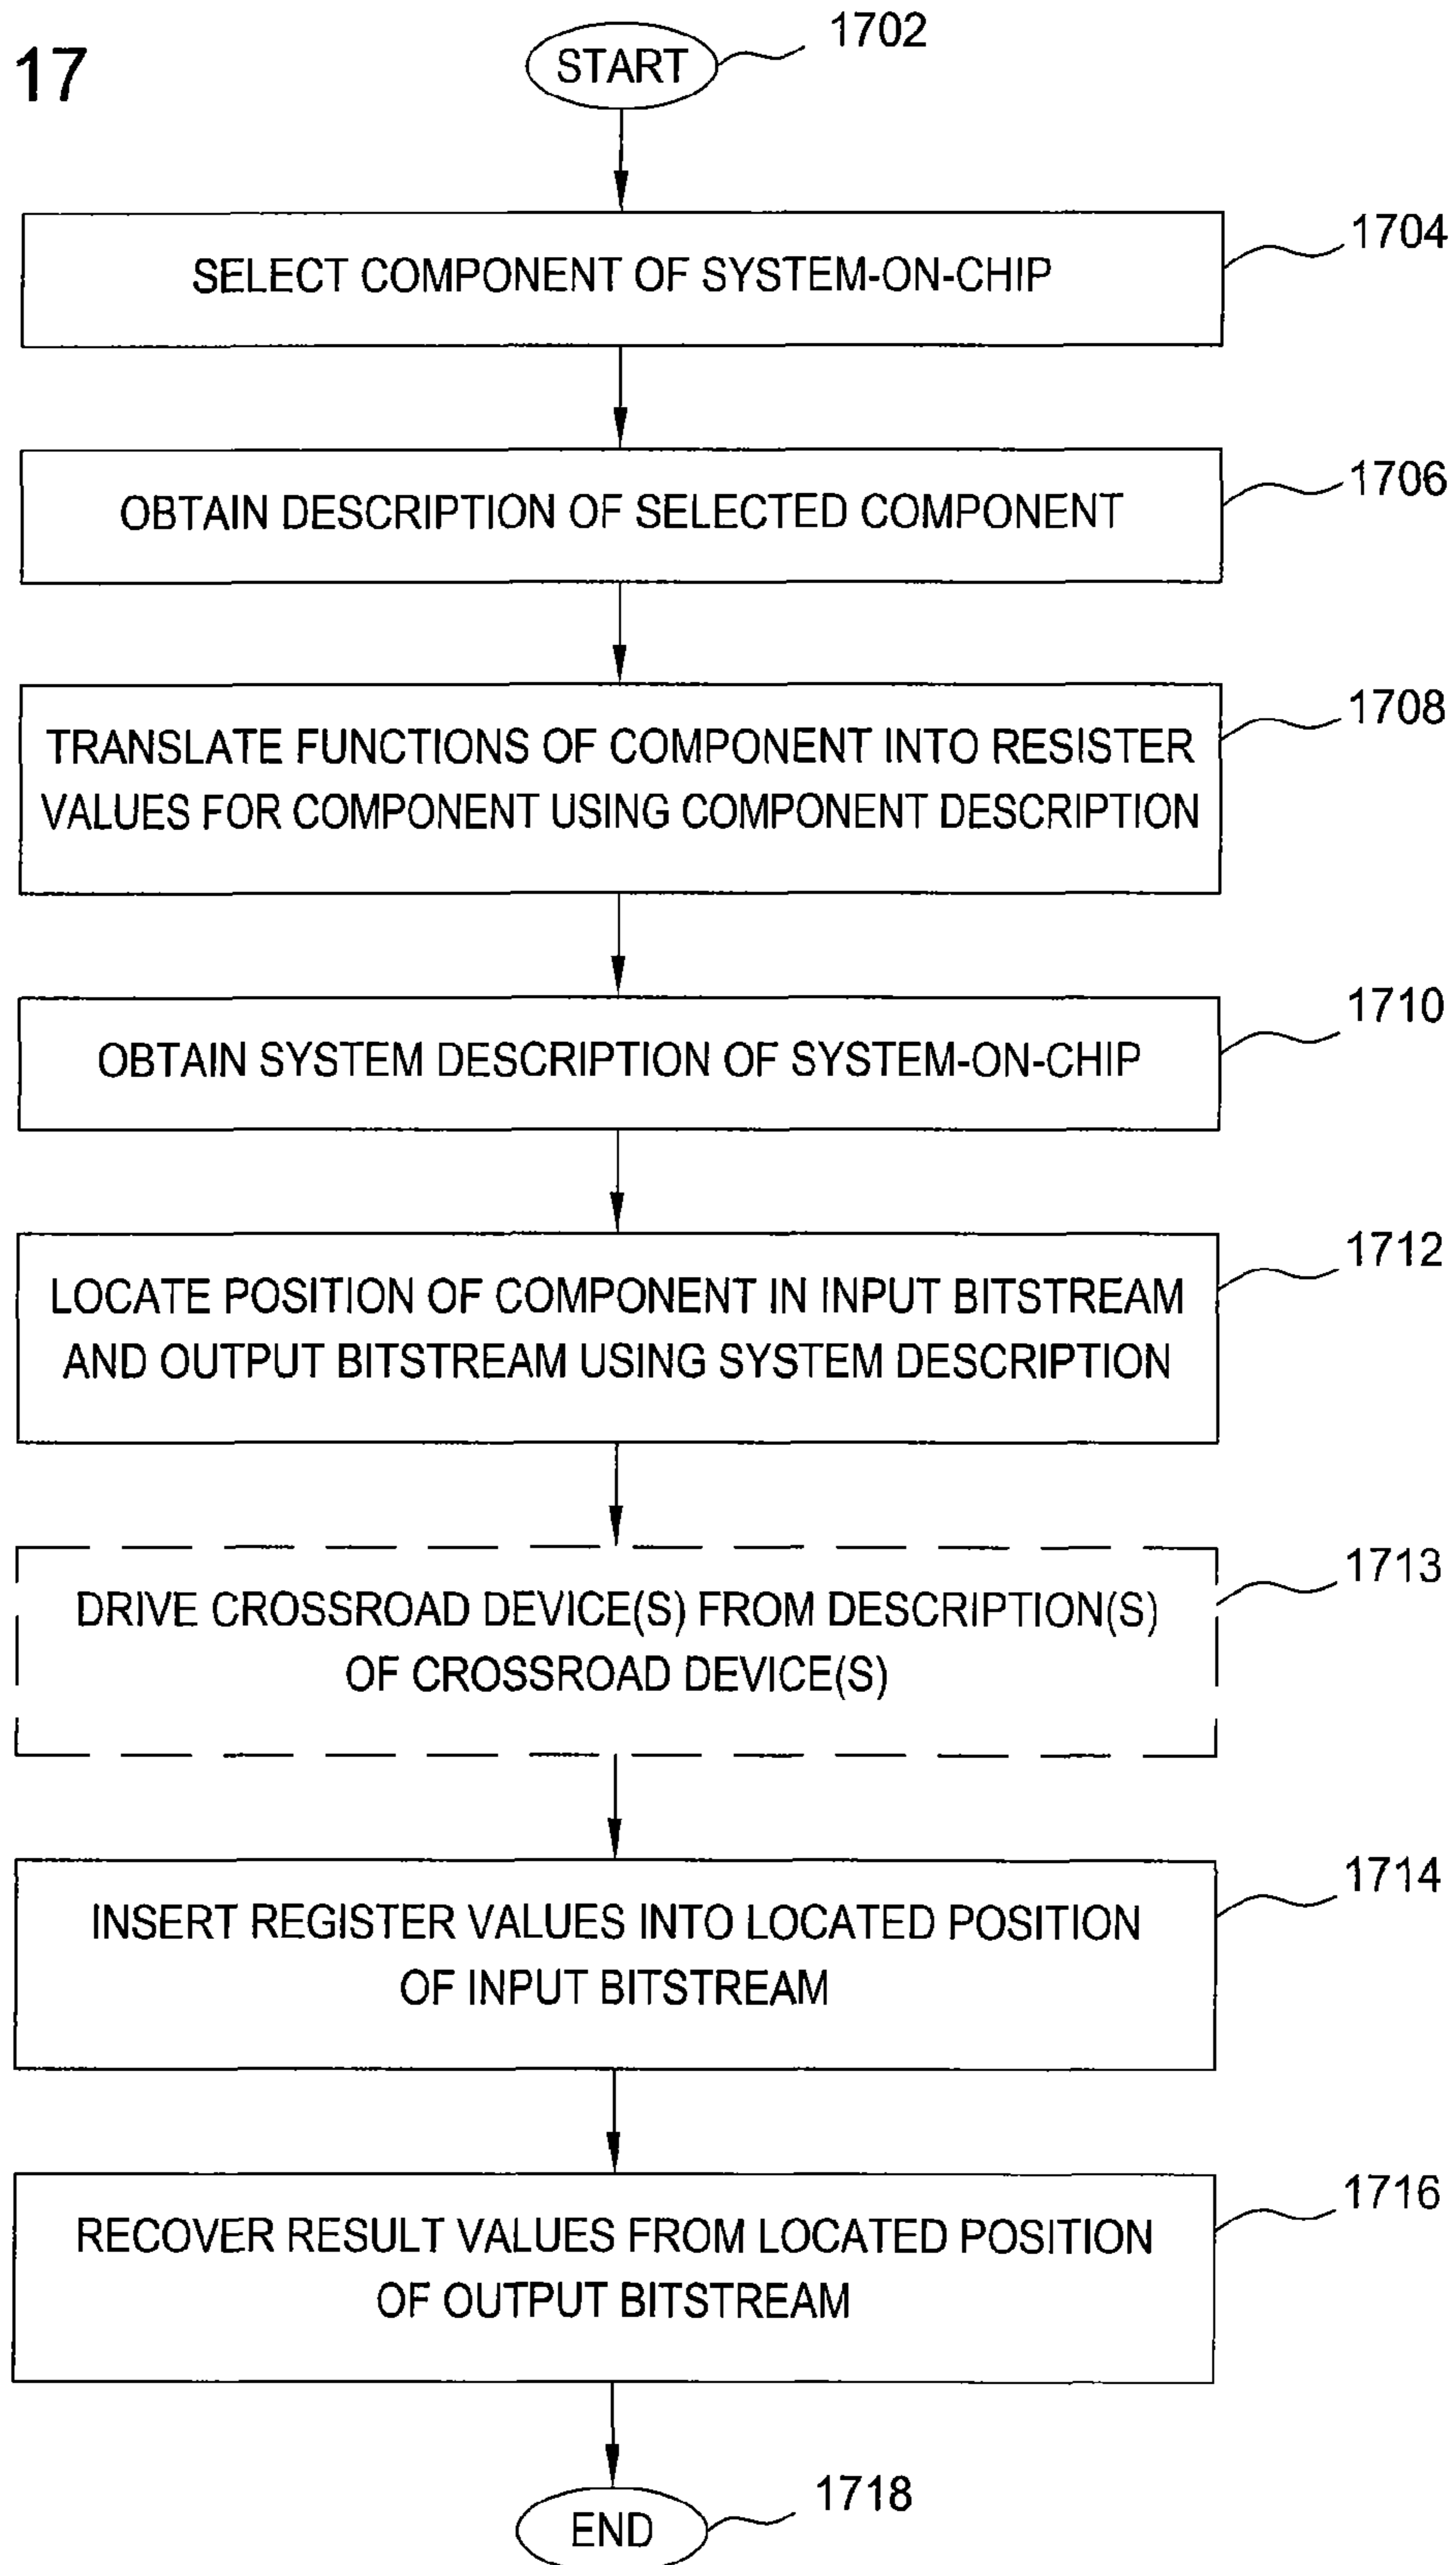 17
START
1702
SELECT COMPONENT OF SYSTEM-ON-CHIP
1704
OBTAIN DESCRIPTION OF SELECTED COMPONENT
1706
TRANSLATE FUNCTIONS OF COMPONENT INTO RESISTER
VALUES FOR COMPONENT USING COMPONENT DESCRIPTION
1708
OBTAIN SYSTEM DESCRIPTION OF SYSTEM-ON-CHIP
1710
LOCATE POSITION OF COMPONENT IN INPUT BITSTREAM
AND OUTPUT BITSTREAM USING SYSTEM DESCRIPTION
1712
DRIVE CROSSROAD DEVICE(S) FROM DESCRIPTION(S)
OF CROSSROAD DEVICE(S)
1713
INSERT REGISTER VALUES INTO LOCATED POSITION
OF INPUT BITSTREAM
1714
RECOVER RESULT VALUES FROM LOCATED POSITION
OF OUTPUT BITSTREAM
1716
END
1718